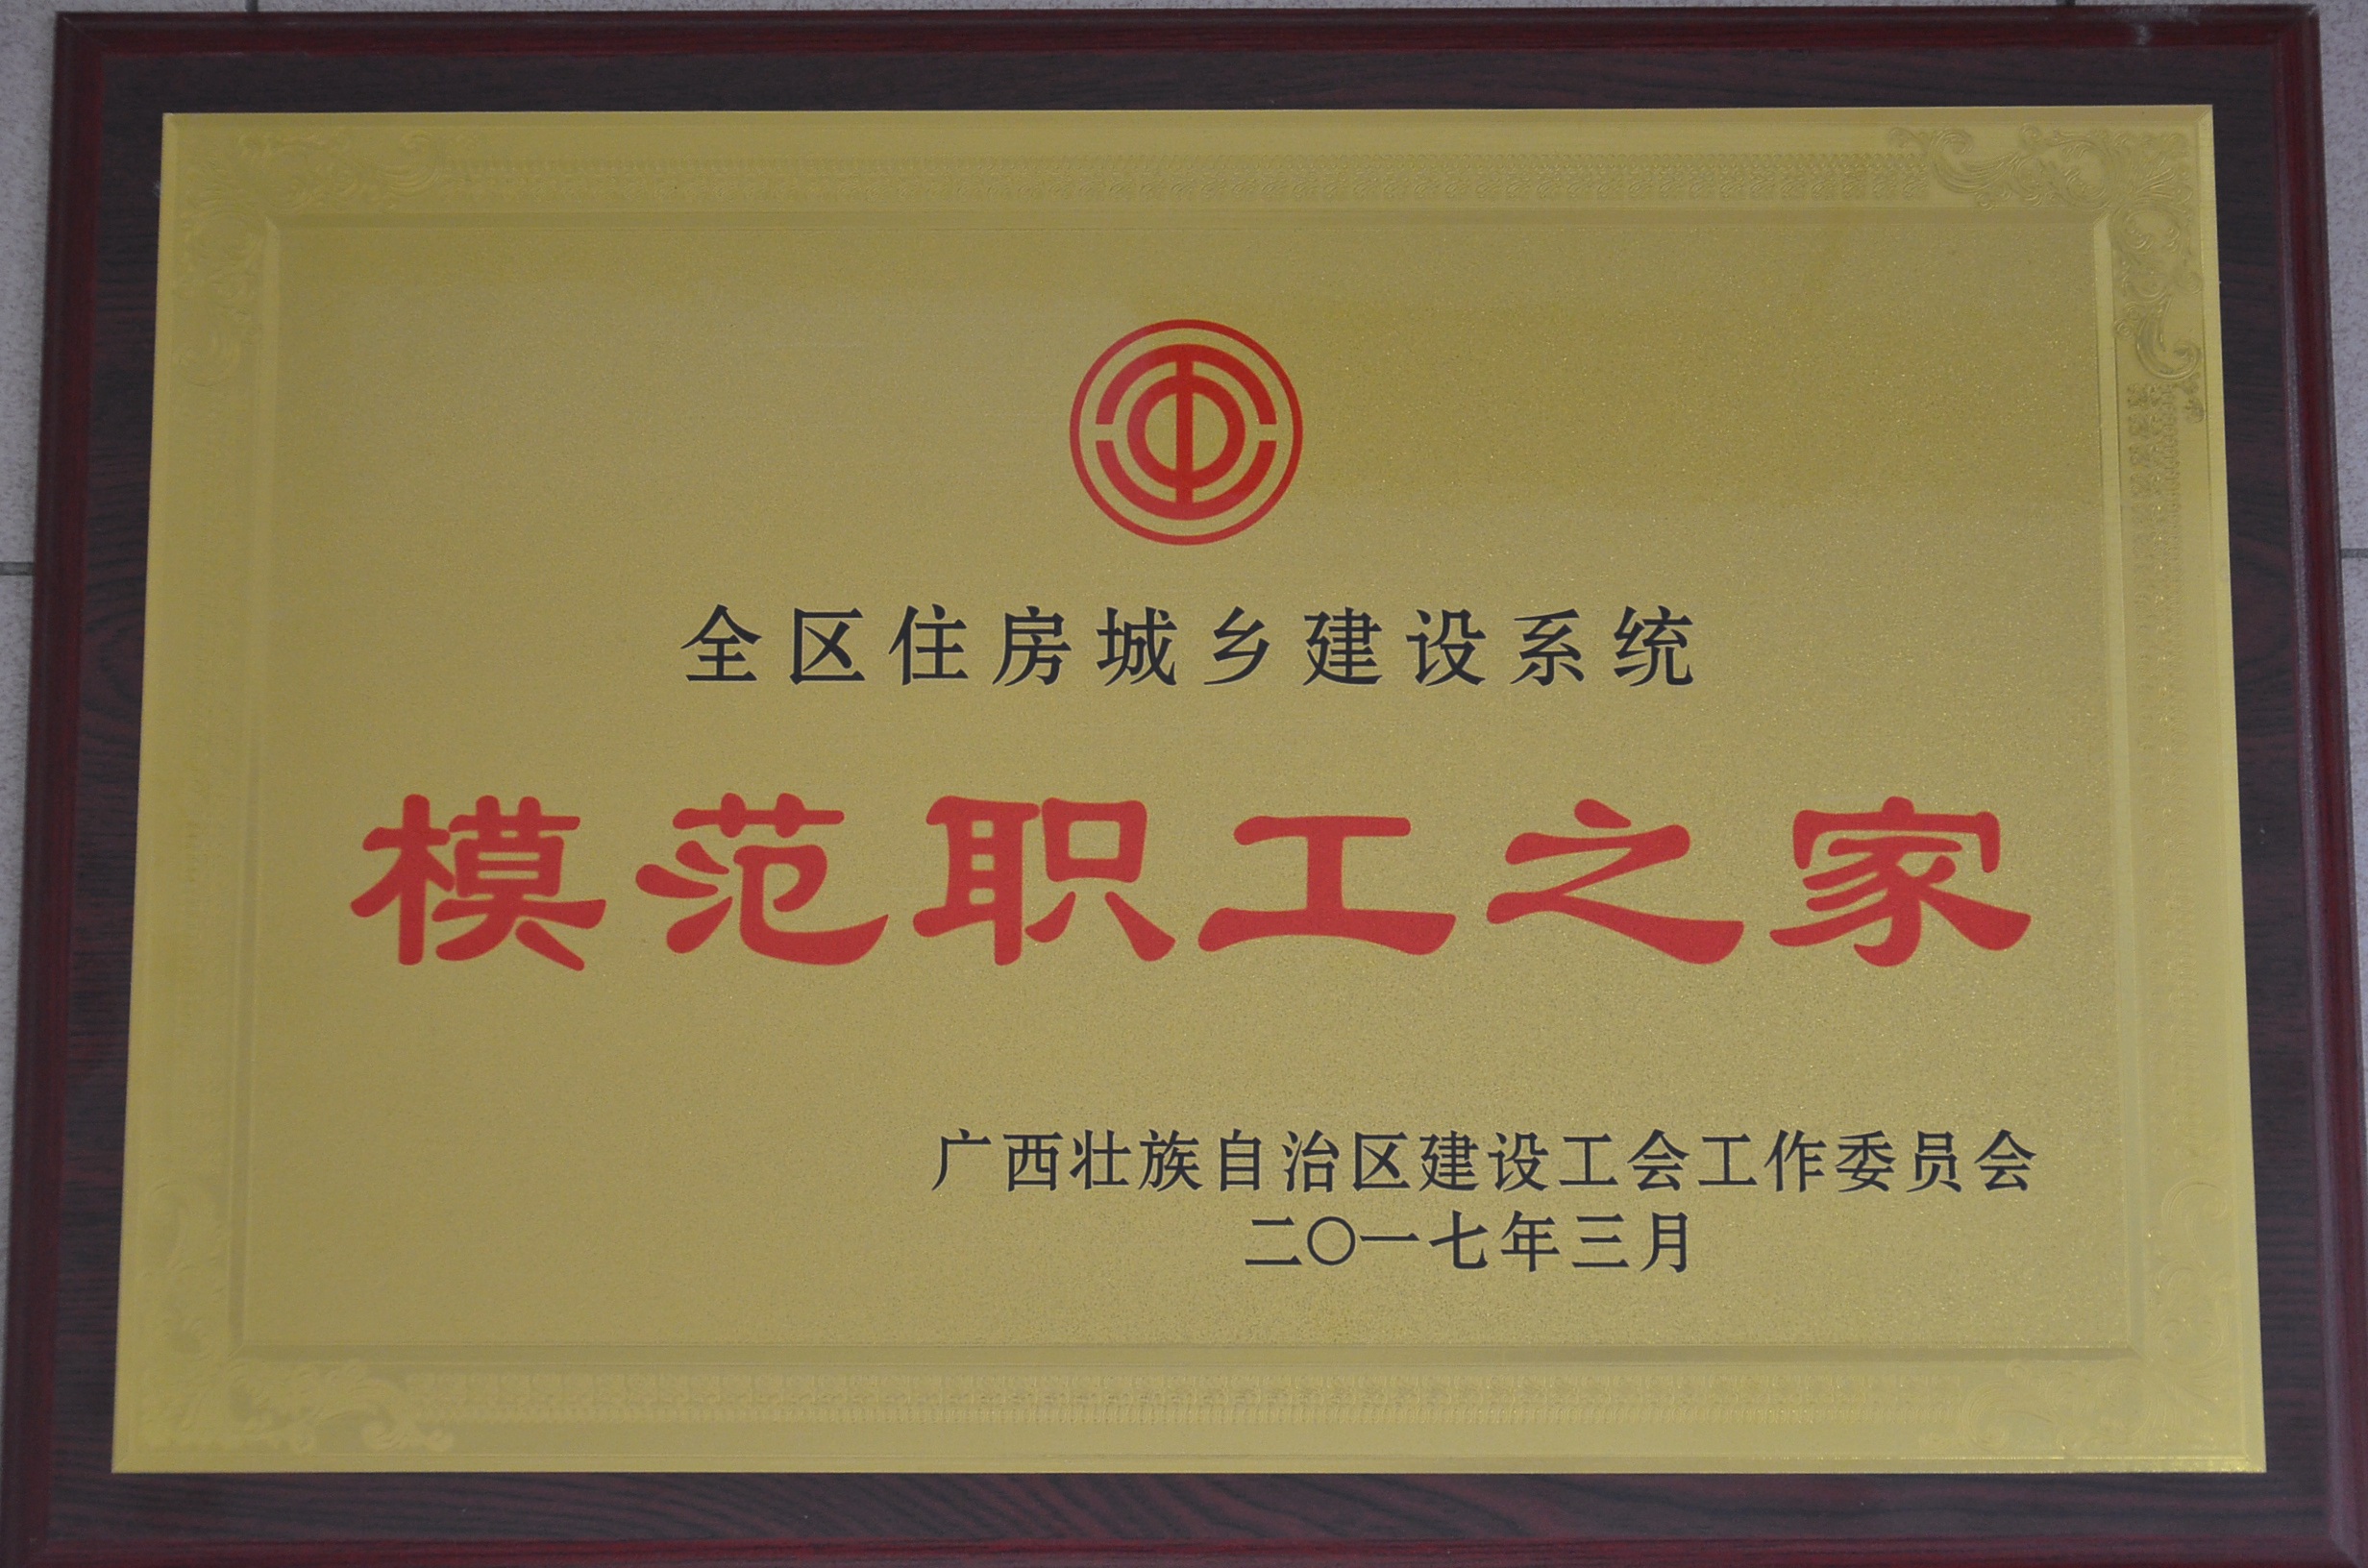 全区住房城乡建设系统
模范职工之家
广西壮族自治区建设工会工作委员会
二〇一七年三月